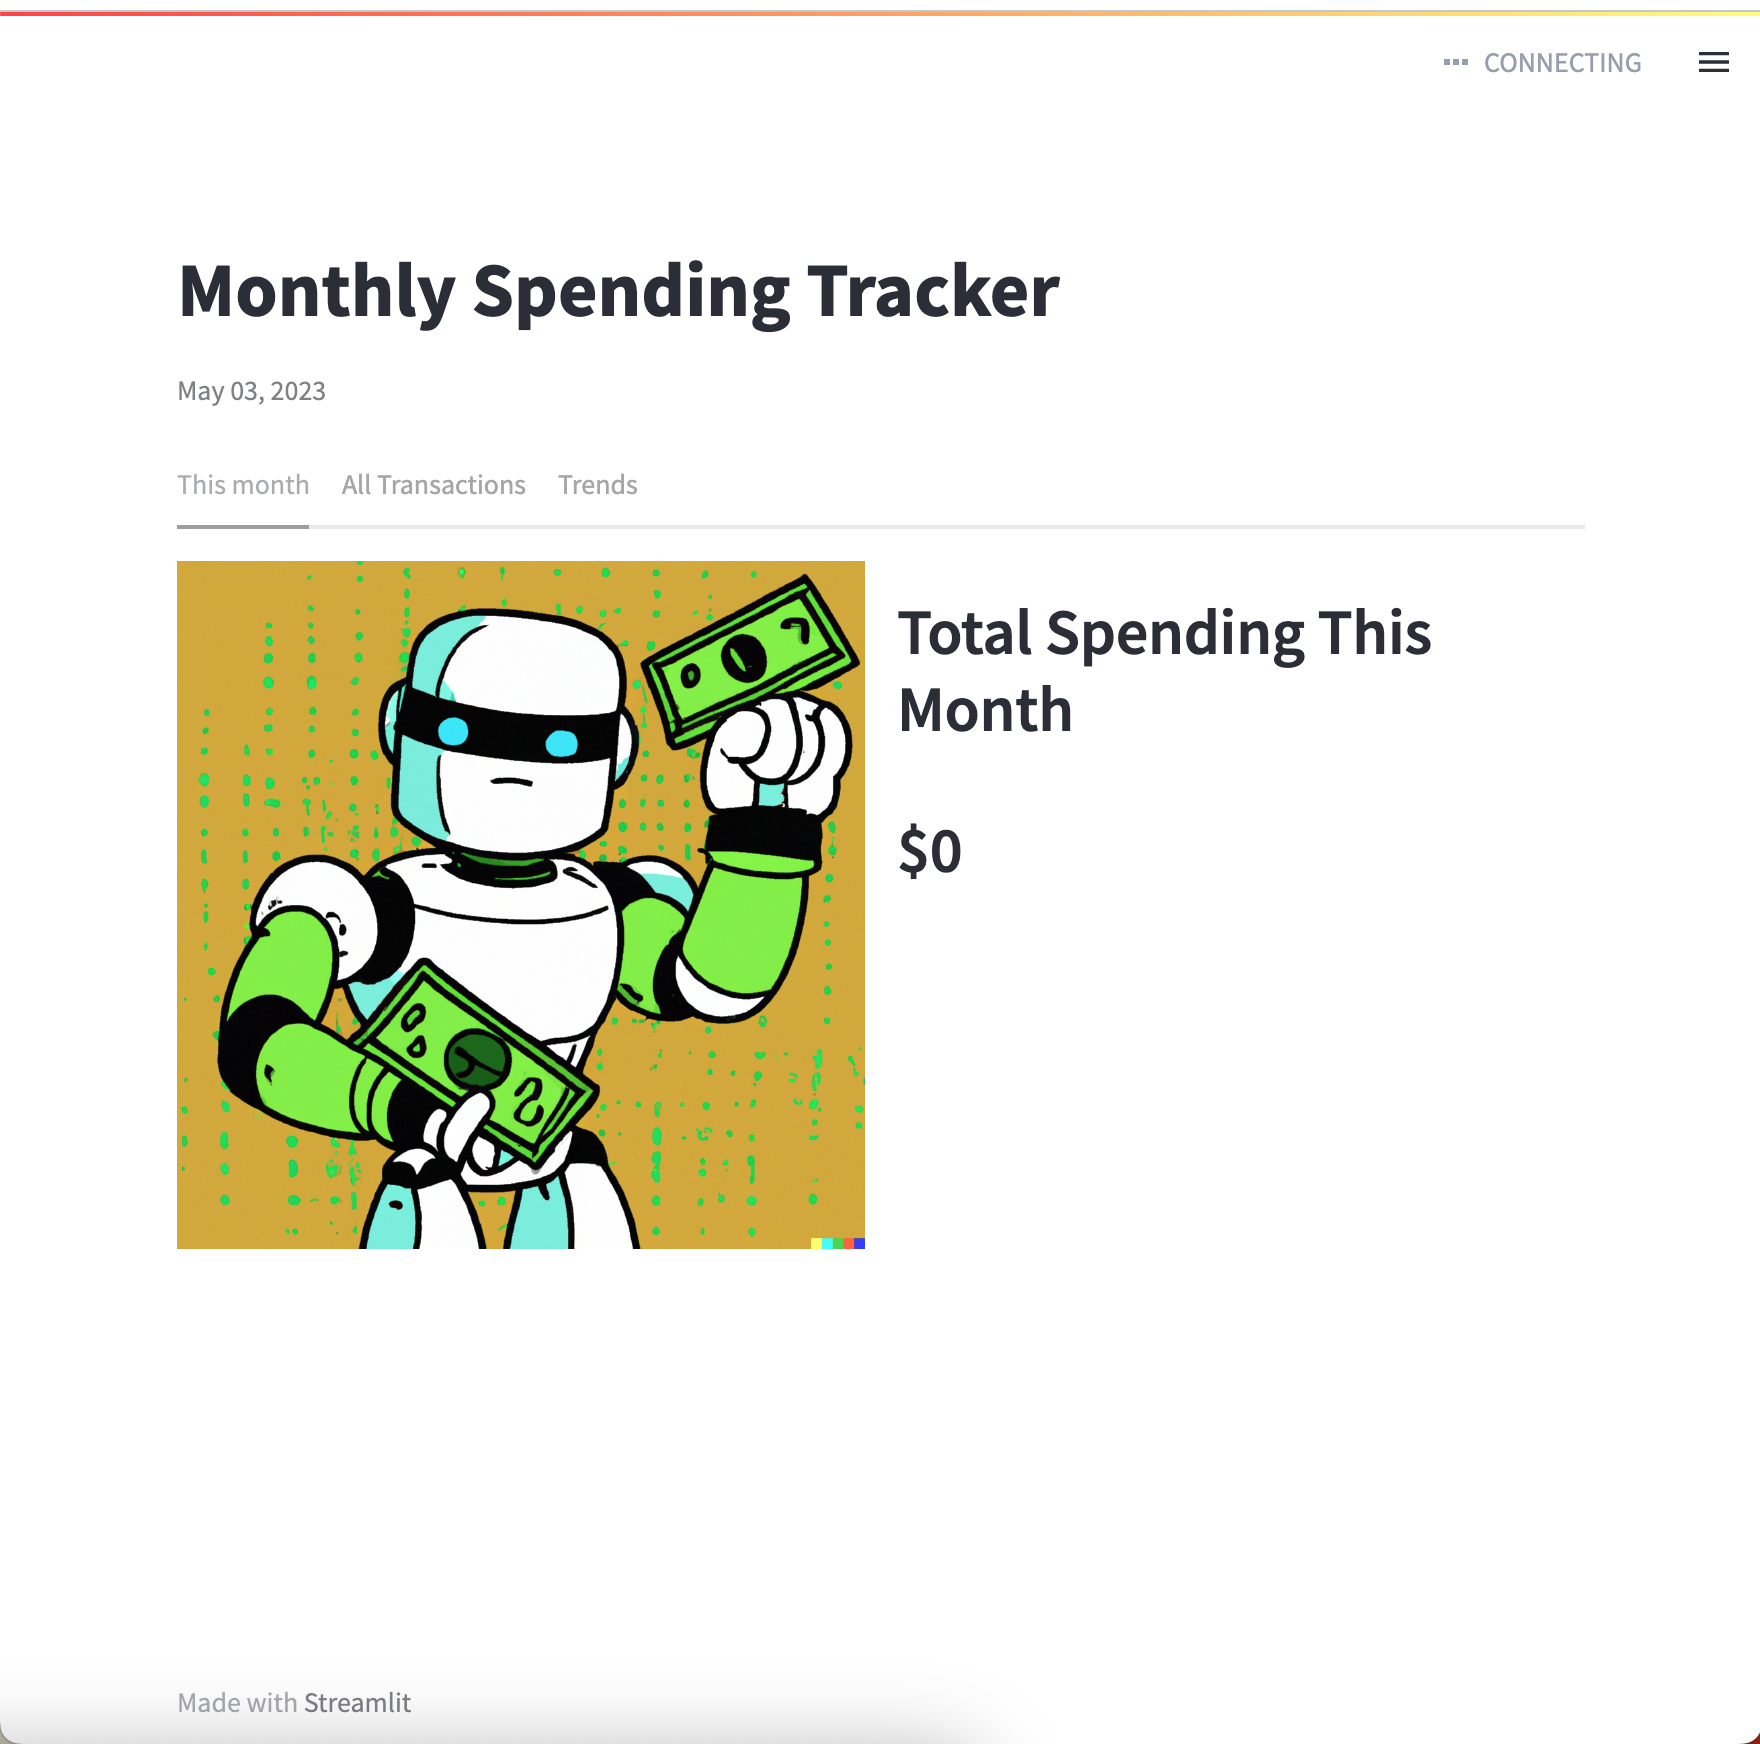 CONNECTING
Monthly Spending Tracker
May 03, 2023
This month All Transactions Trends
Total Spending This
Month
$0
Made with Streamlit